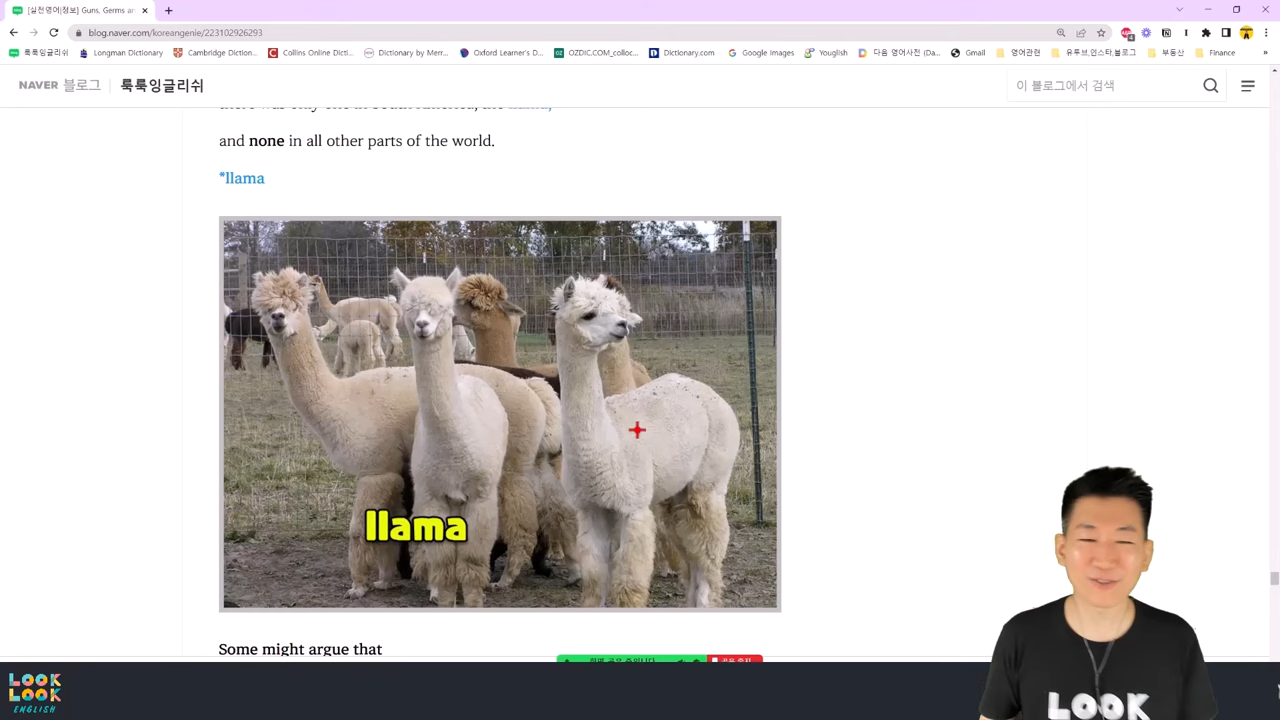 [실전영어|정보] Guns, Germs an
blog.naver.com/koreangenie/223102926293
룩룩잉글리쉬
Longman Dictionary
Cambridge Diction...
Collins Online Dicti...
Dictionary by Merr...
Oxford Learner's D...
OZDIC.COM_colloc...
Dictionary.com
Google Images
Youglish
다음 영어사전 (Da...
Gmail
영어관련
유투브,인스타,블로그
부동산
Finance
NAVER 블로그
룩룩잉글리쉬
이 블로그에서 검색
and none in all other parts of the world.
*llama
llama
Some might argue that
LOOK
LOOK
ENGLISH
LOOK